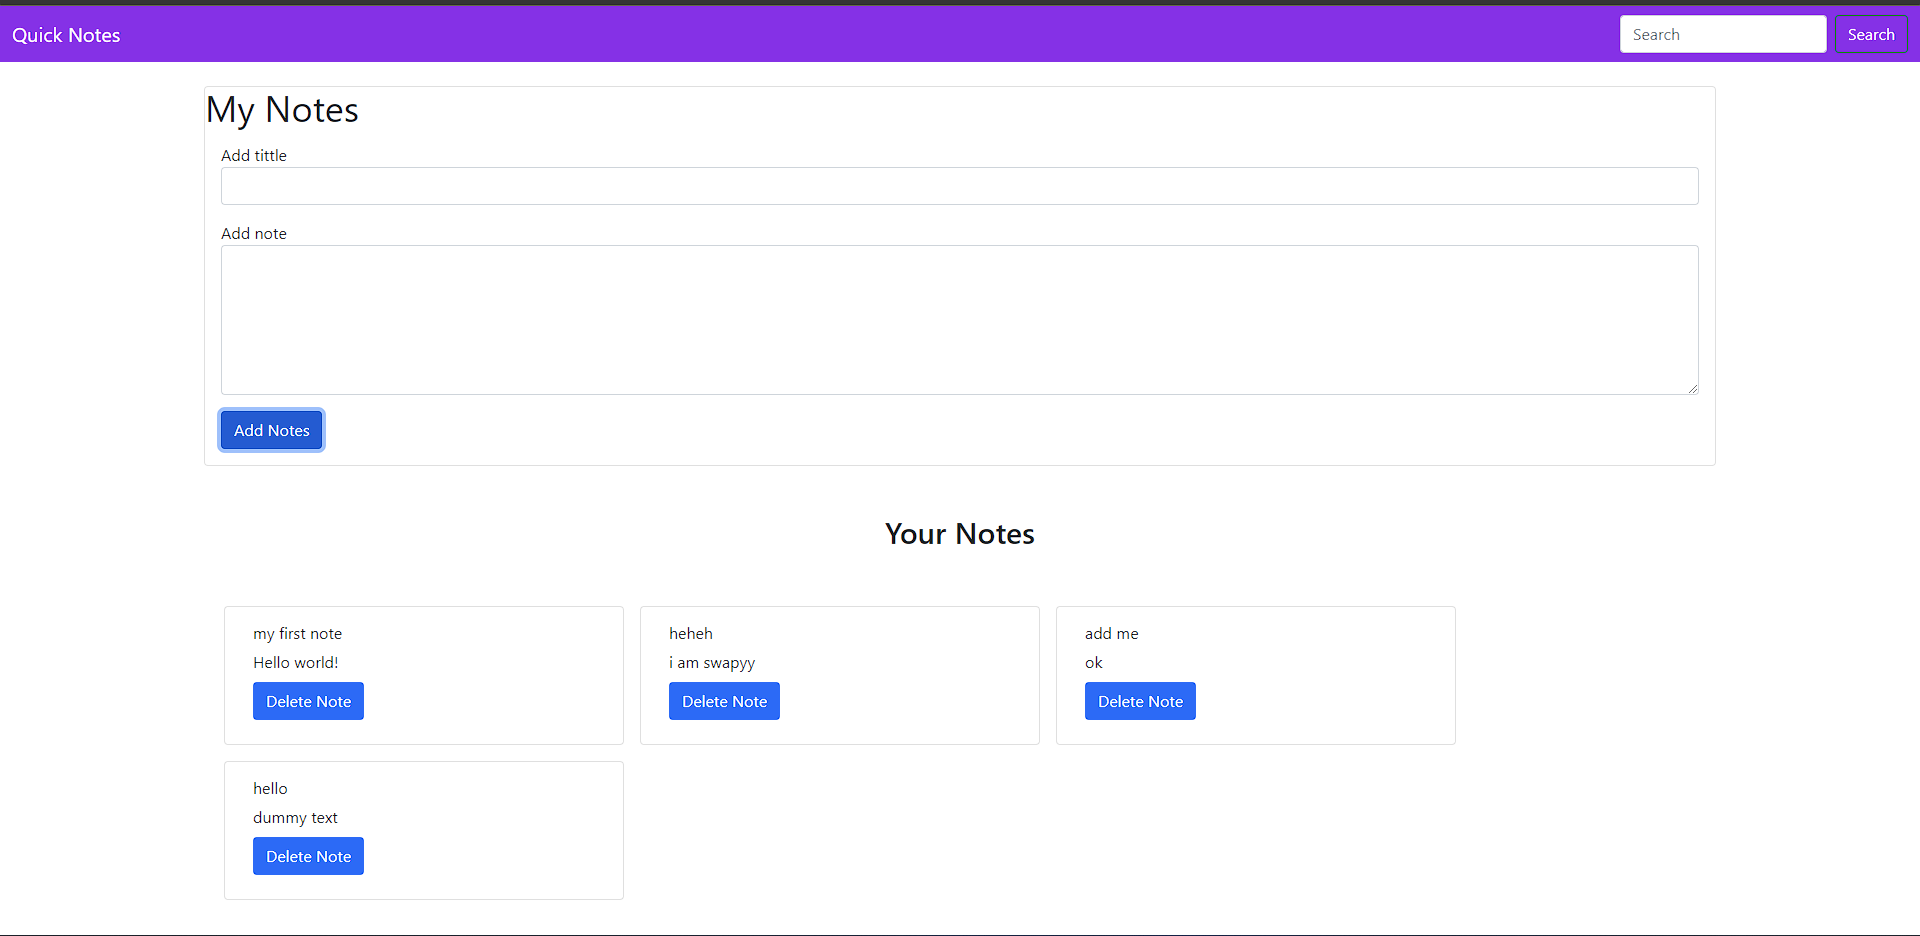 Quick Notes
Search Search
My Notes
Add tittle
Add note
Add Notes
Your Notes
my first note
Hello world!
Delete Note
heheh
i am swapyy
Delete Note
add me
ok
Delete Note
hello
dummy text
Delete Note